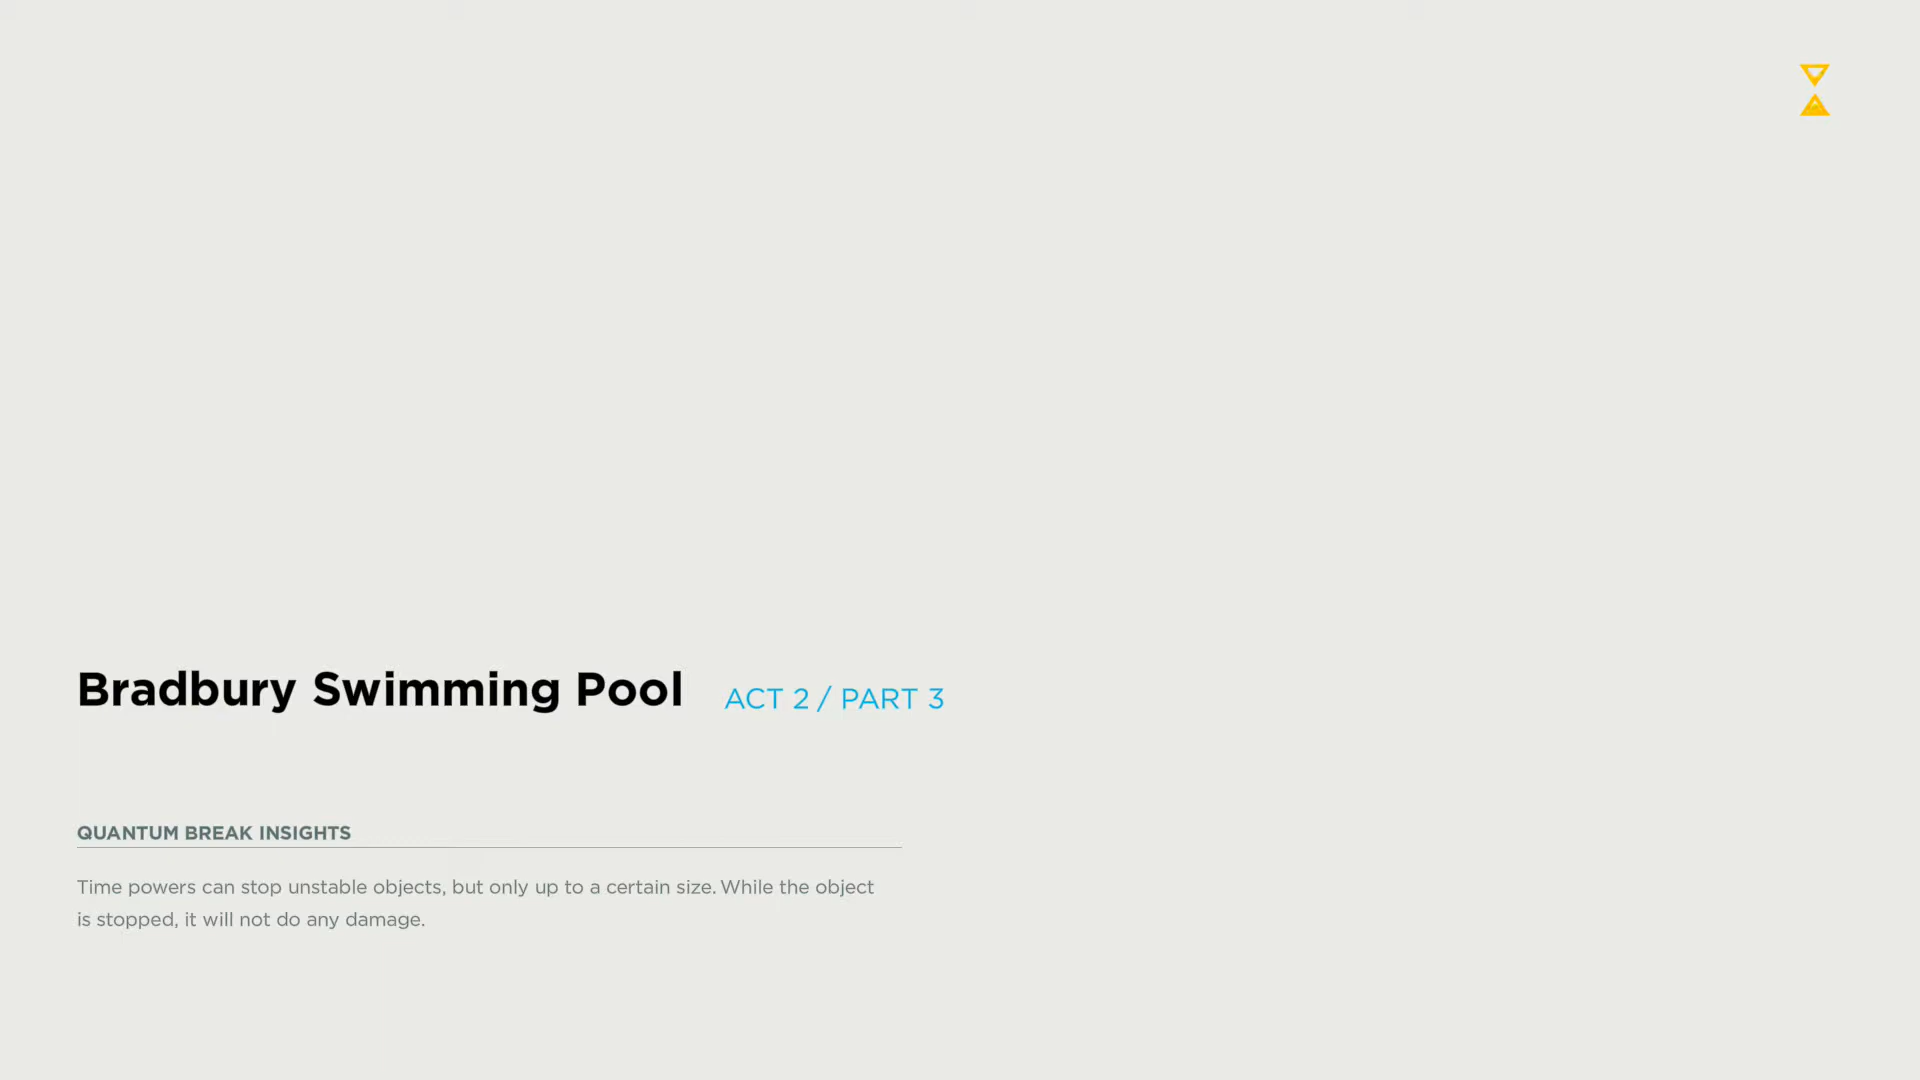 Bradbury Swimming Pool ACT 2 / PART 3
QUANTUM BREAK INSIGHTS
Time powers can stop unstable objects, but only up to a certain size. While the object
is stopped, it will not do any damage.